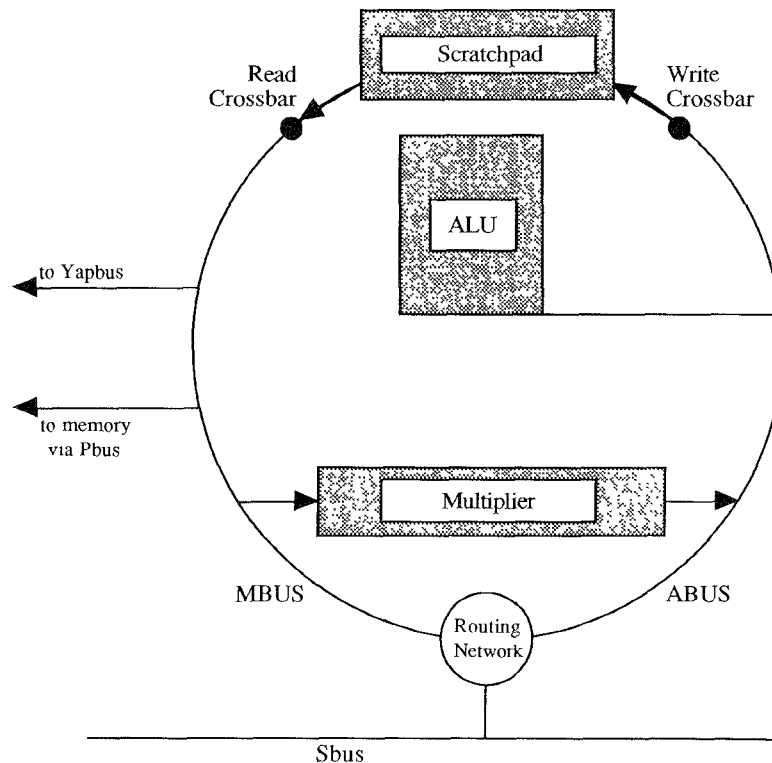 Scratchpad
Read
Crossbar
Write
Crossbar
ALU
to Yapbus
to memory
via Pbus
Multiplier
MBUS
ABUS
Routing
Network
Sbus